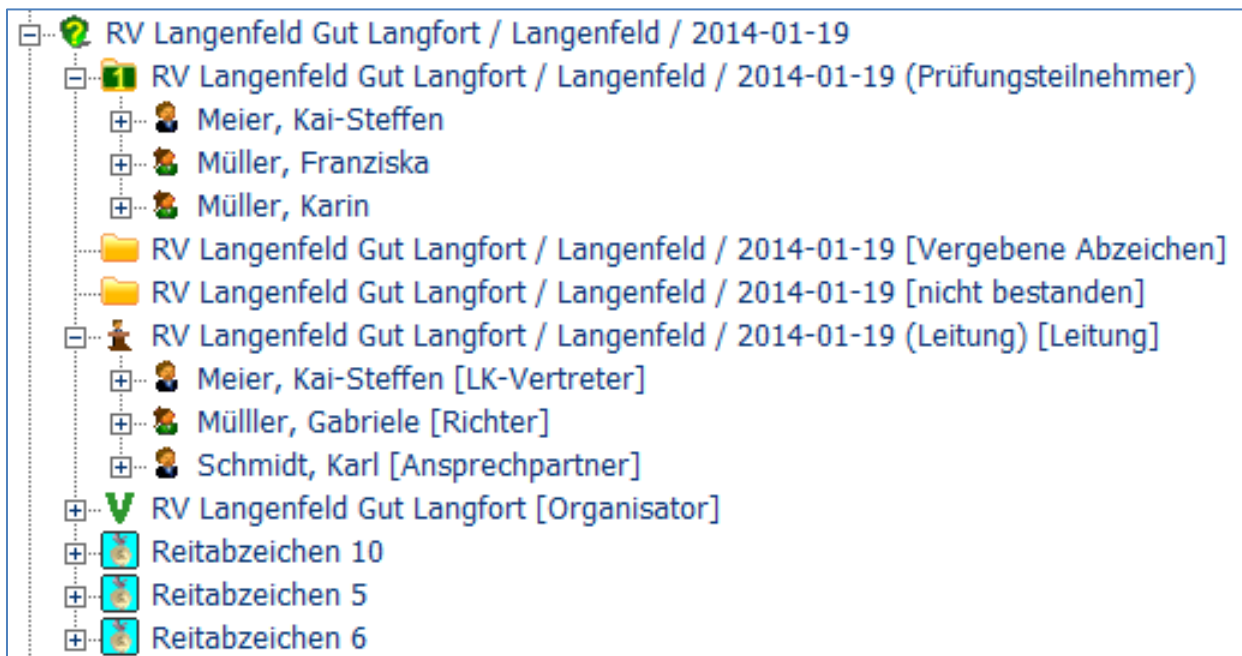 RV Langenfeld Gut Langfort / Langenfeld / 2014-01-19
1 RV Langenfeld Gut Langfort / Langenfeld / 2014-01-19 (Prüfungsteilnehmer)
Meier, Kai-Steffen
Müller, Franziska
Müller, Karin
RV Langenfeld Gut Langfort / Langenfeld / 2014-01-19 [Vergebene Abzeichen]
RV Langenfeld Gut Langfort / Langenfeld / 2014-01-19 [nicht bestanden]
RV Langenfeld Gut Langfort / Langenfeld / 2014-01-19 (Leitung) [Leitung]
Meier, Kai-Steffen [LK-Vertreter]
Mülller, Gabriele [Richter]
Schmidt, Karl [Ansprechpartner]
V RV Langenfeld Gut Langfort [Organisator]
Reitabzeichen 10
Reitabzeichen 5
Reitabzeichen 6